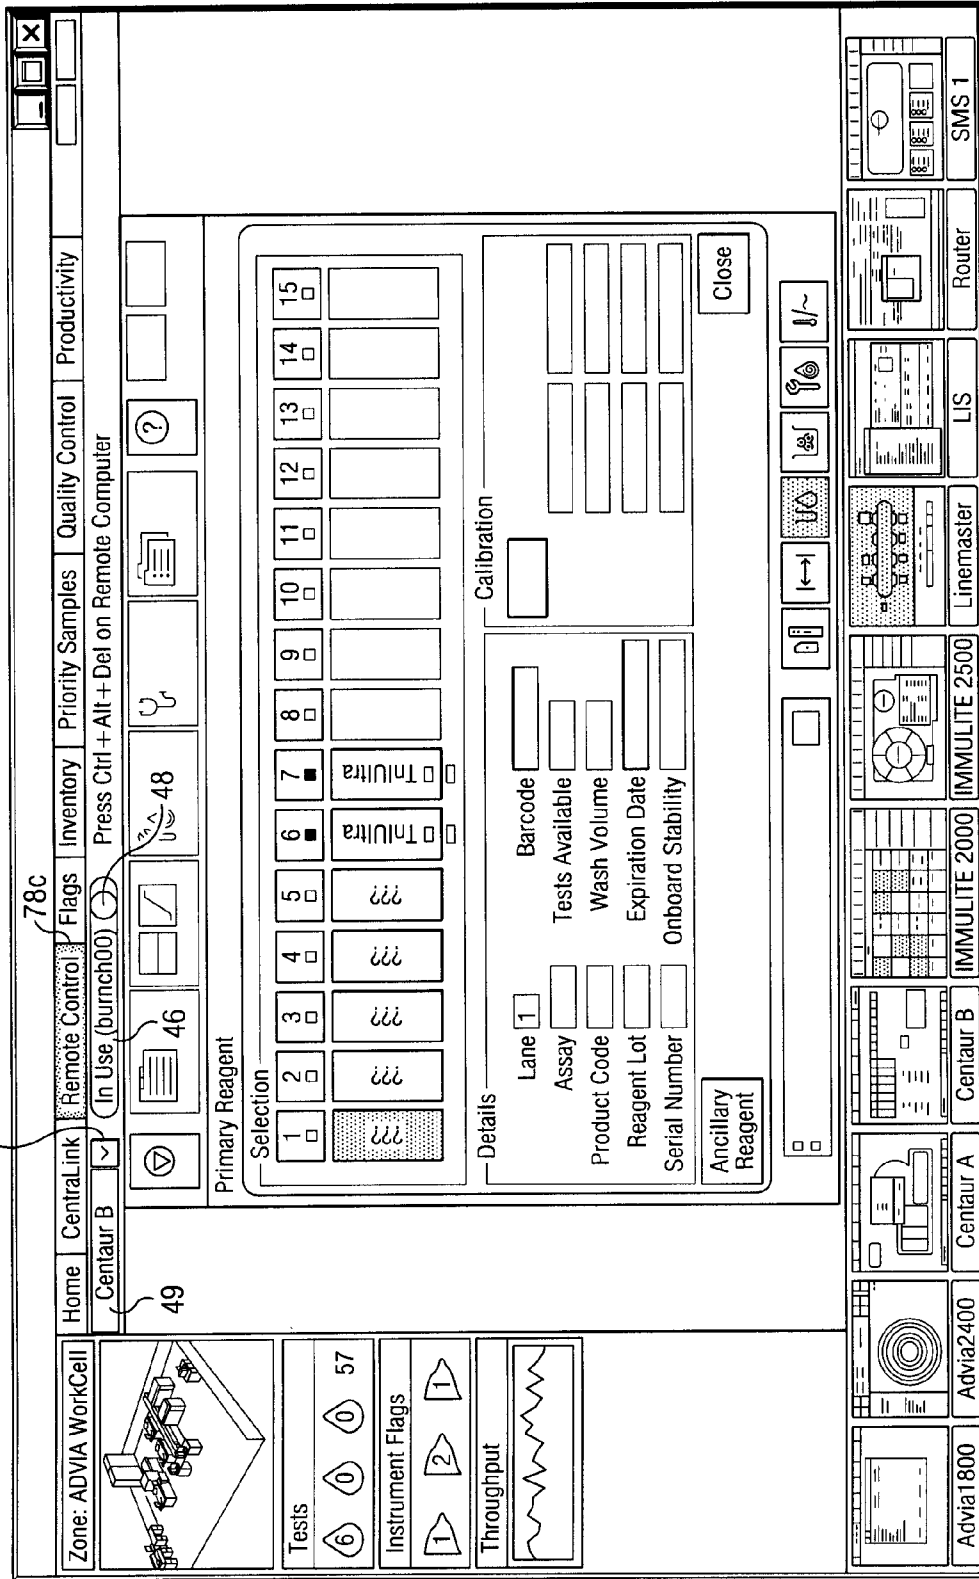 78c
Home CentraLink Remote Control Flags Inventory Priority Samples Quality Control Productivity
Centaur B In Use (burnch00) Press Ctrl+Alt+Del on Remote Computer
49
46
48
?
Zone: ADVIA WorkCell
Tests
6 0 0 57
Instrument Flags
1 2 1
Throughput
Primary Reagent
Selection
1 2 3 4 5 6 7 8 9 10 11 12 13 14 15
??? ??? ??? ??? ??? TnIUltra TnIUltra
Details
Lane 1 Barcode
Assay Tests Available
Product Code Wash Volume
Reagent Lot Expiration Date
Serial Number Onboard Stability
Calibration
Ancillary
Reagent
Close
Advia1800 Advia2400 Centaur A Centaur B IMMULITE 2000 IMMULITE 2500 Linemaster LIS Router SMS 1